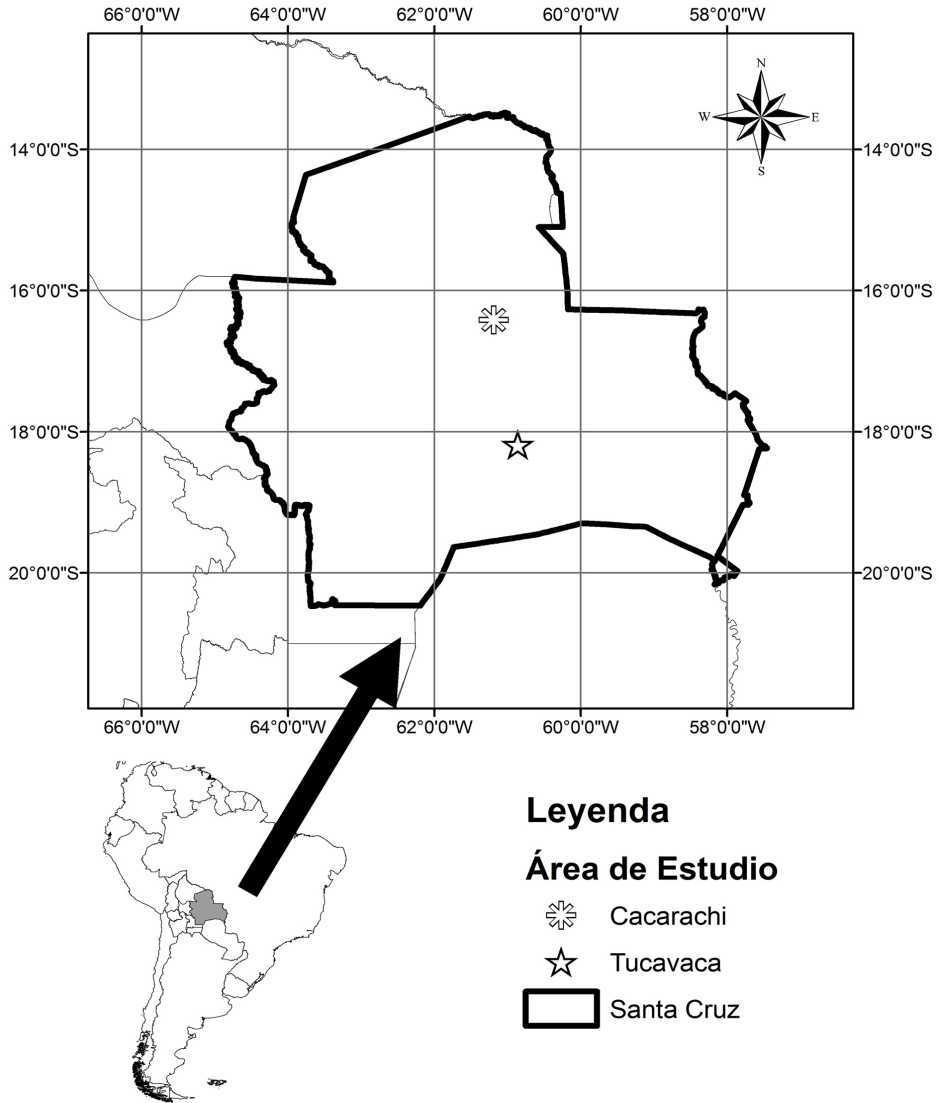 66°0'0"W 64°0'0"W 62°0'0"W 60°0'0"W 58°0'0"W
N
W E
S
14°0'0"S 14°0'0"S
16°0'0"S 16°0'0"S
18°0'0"S 18°0'0"S
20°0'0"S 20°0'0"S
66°0'0"W 64°0'0"W 62°0'0"W 60°0'0"W 58°0'0"W
Leyenda
Área de Estudio
Cacarachi
Tucavaca
Santa Cruz